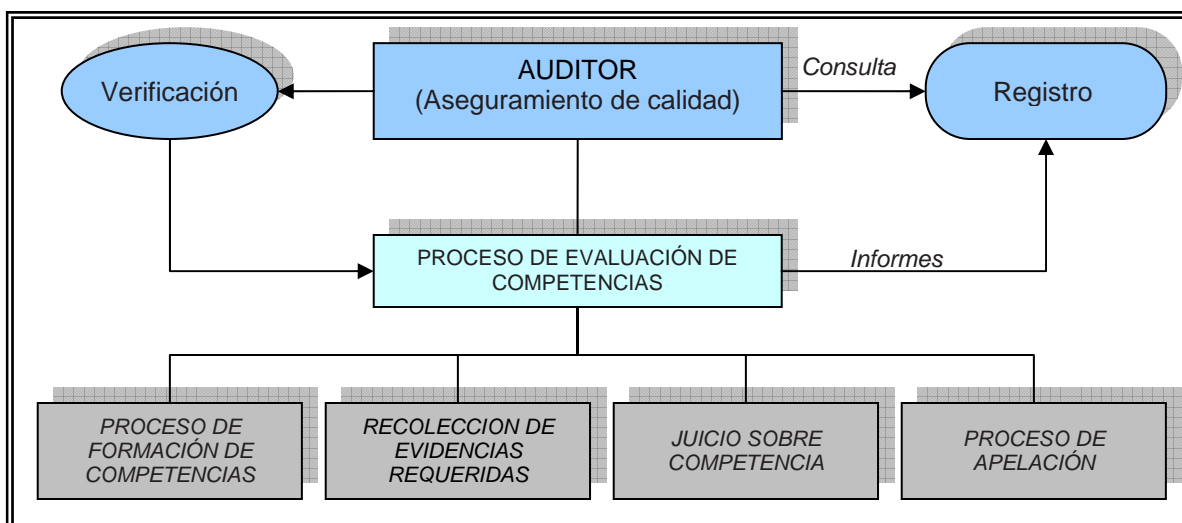 Verificación
AUDITOR
(Aseguramiento de calidad)
Consulta
Registro
PROCESO DE EVALUACIÓN DE
COMPETENCIAS
Informes
PROCESO DE
FORMACIÓN DE
COMPETENCIAS
RECOLECCION DE
EVIDENCIAS
REQUERIDAS
JUICIO SOBRE
COMPETENCIA
PROCESO DE
APELACIÓN